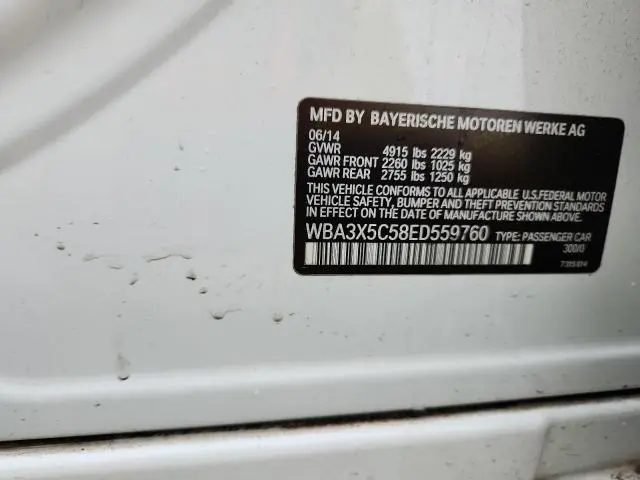 MFD BY BAYERISCHE MOTOREN WERKE AG
06/14
GVWR 4915 lbs 2229 kg
GAWR FRONT 2260 lbs 1025 kg
GAWR REAR 2755 lbs 1250 kg
THIS VEHICLE CONFORMS TO ALL APPLICABLE U.S.FEDERAL MOTOR
VEHICLE SAFETY, BUMPER AND THEFT PREVENTION STANDARDS
IN EFFECT ON THE DATE OF MANUFACTURE SHOWN ABOVE.
WBA3X5C58ED559760 TYPE: PASSENGER CAR
300/0